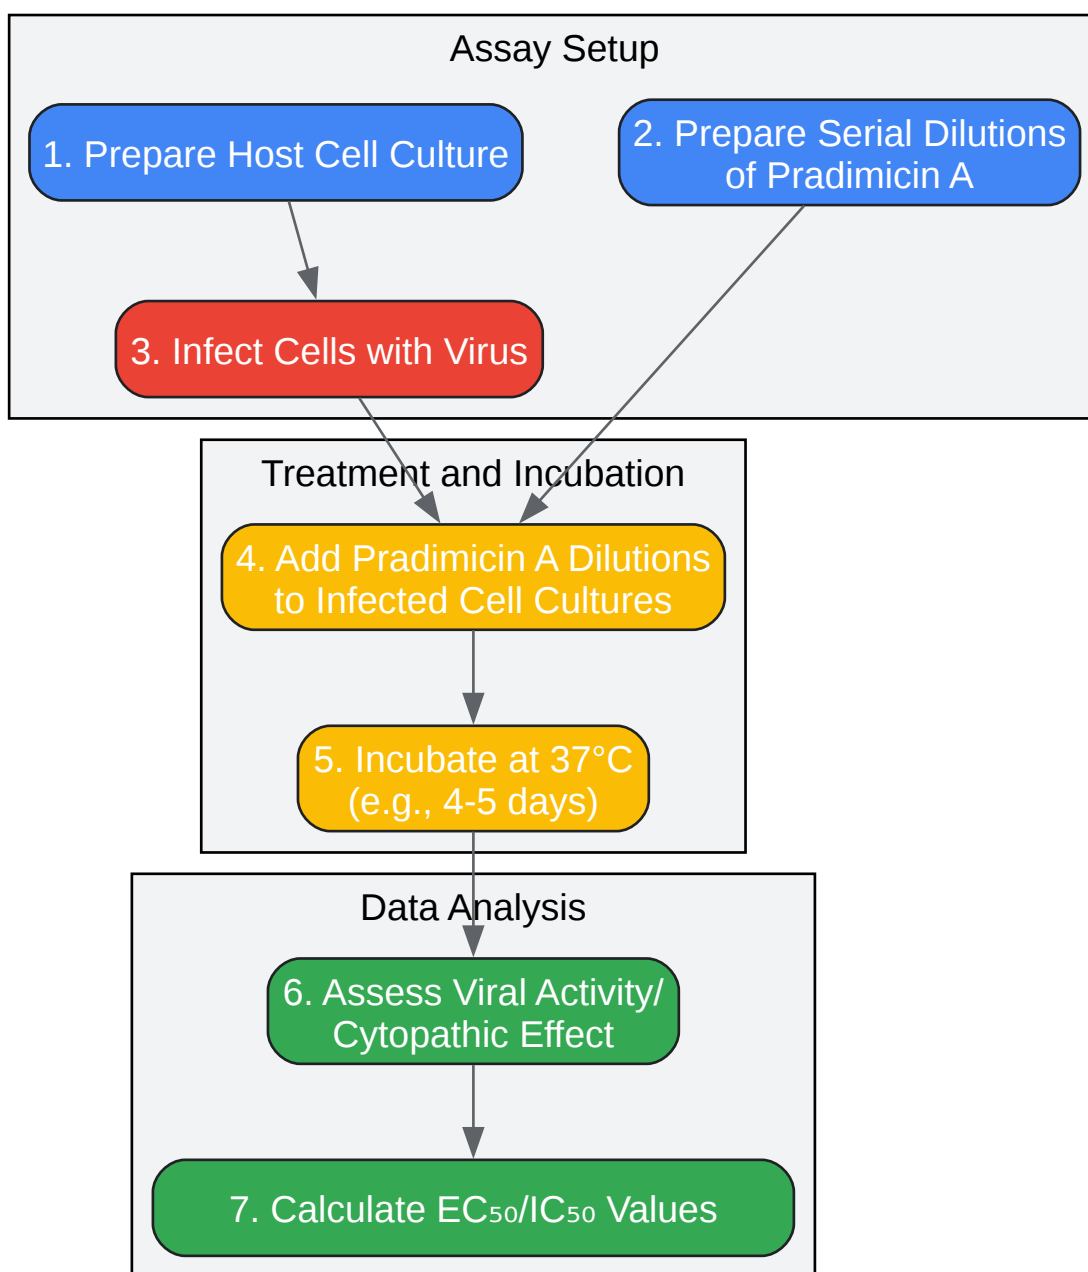 Assay Setup
1. Prepare Host Cell Culture
2. Prepare Serial Dilutions
of Pradimicin A
3. Infect Cells with Virus
Treatment and Incubation
4. Add Pradimicin A Dilutions
to Infected Cell Cultures
5. Incubate at 37°C
(e.g., 4-5 days)
Data Analysis
6. Assess Viral Activity/
Cytopathic Effect
7. Calculate EC₅₀/IC₅₀ Values